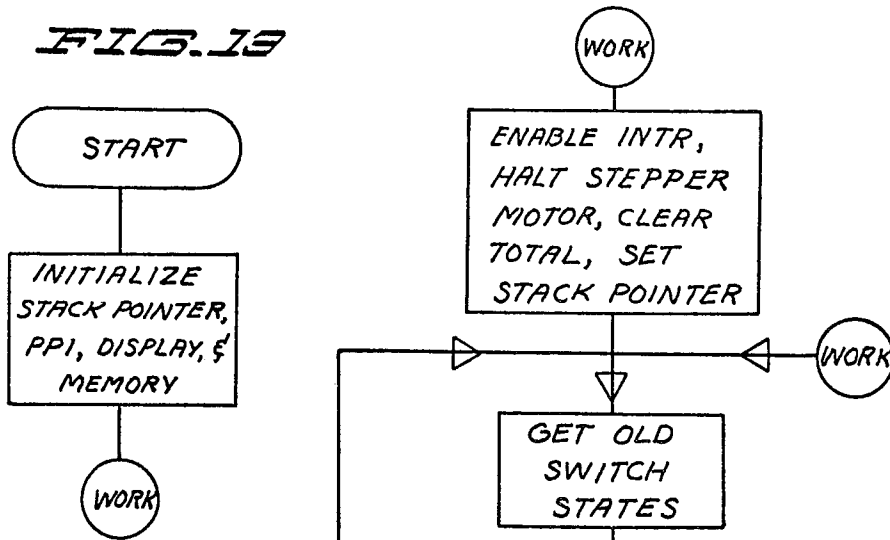 FIG. 13
START
INITIALIZE
STACK POINTER,
PPI, DISPLAY, &
MEMORY
WORK
WORK
ENABLE INTR,
HALT STEPPER
MOTOR, CLEAR
TOTAL, SET
STACK POINTER
WORK
GET OLD
SWITCH
STATES